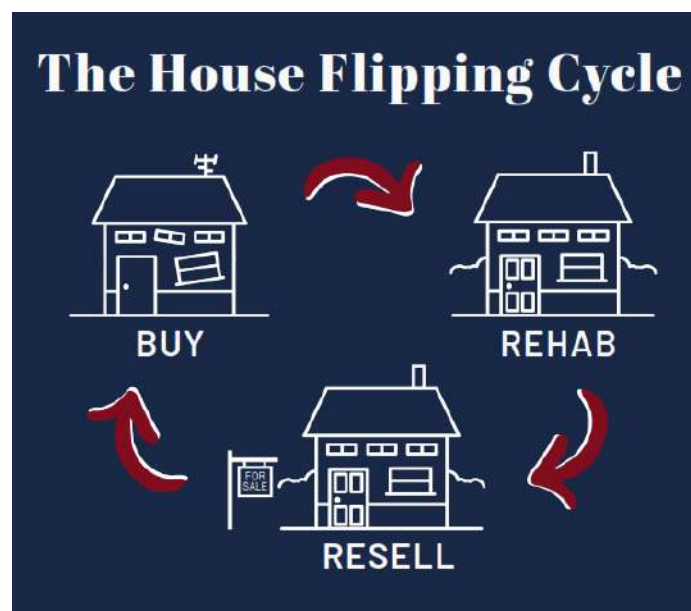 The House Flipping Cycle
BUY
REHAB
FOR
SALE
RESELL